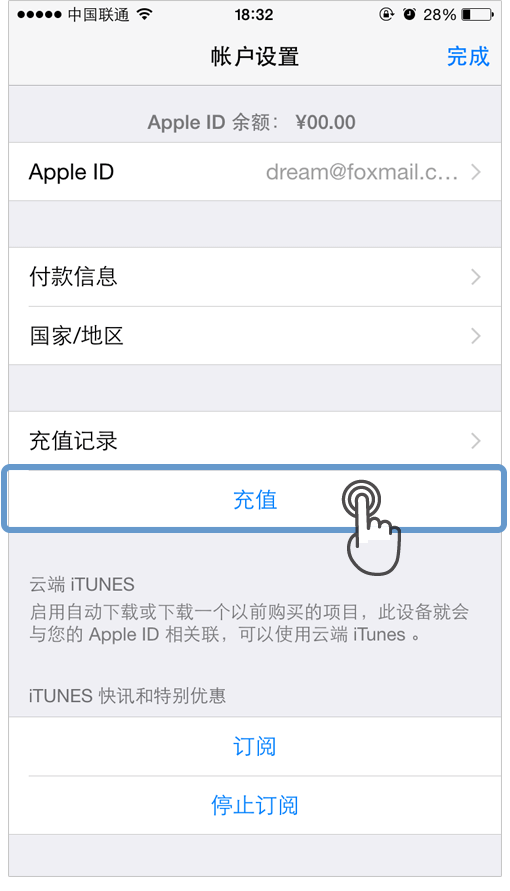 中国联通 18:32 28%
帐户设置 完成
Apple ID 余额： ¥00.00
Apple ID dream@foxmail.c...
付款信息
国家/地区
充值记录
充值
云端 iTUNES
启用自动下载或下载一个以前购买的项目，此设备就会
与您的 Apple ID 相关联，可以使用云端 iTunes 。
iTUNES 快讯和特别优惠
订阅
停止订阅